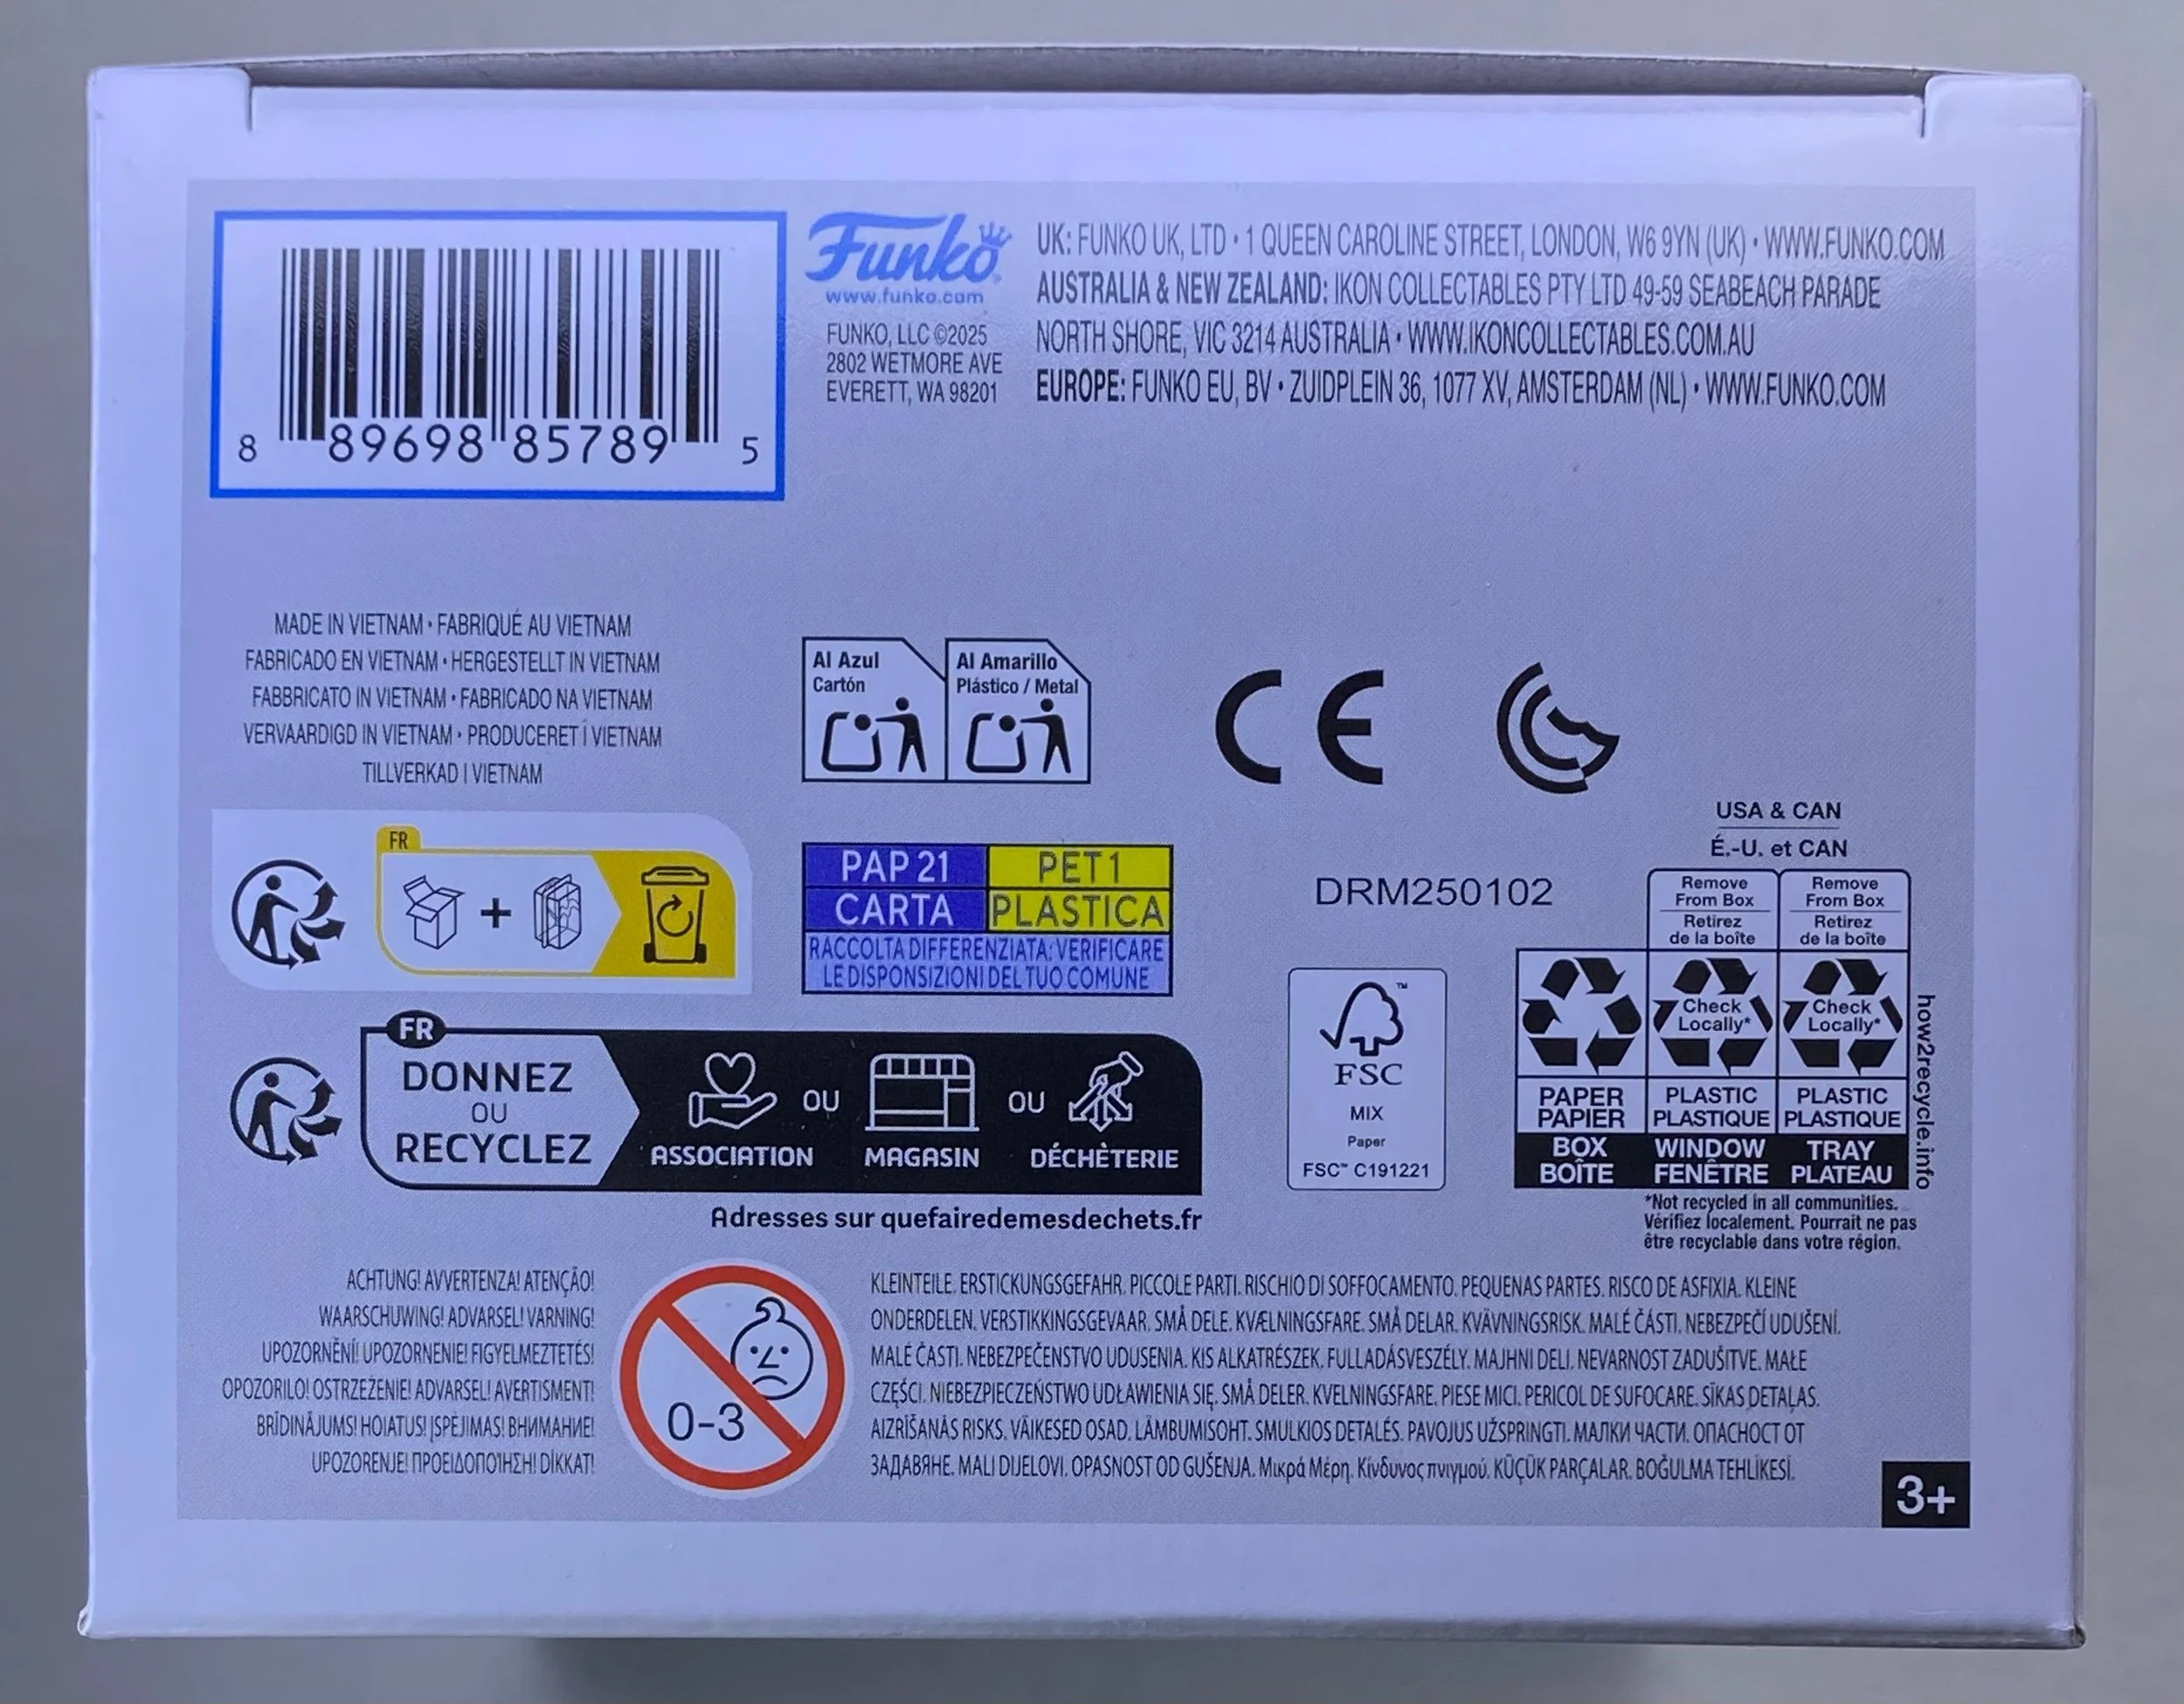 8 89698 85789 5
Funko
www.funko.com
FUNKO, LLC ©2025
2802 WETMORE AVE
EVERETT, WA 98201
UK: FUNKO UK, LTD • 1 QUEEN CAROLINE STREET, LONDON, W6 9YN (UK) • WWW.FUNKO.COM
AUSTRALIA & NEW ZEALAND: IKON COLLECTABLES PTY LTD 49-59 SEABEACH PARADE
NORTH SHORE, VIC 3214 AUSTRALIA • WWW.IKONCOLLECTABLES.COM.AU
EUROPE: FUNKO EU, BV • ZUIDPLEIN 36, 1077 XV, AMSTERDAM (NL) • WWW.FUNKO.COM
MADE IN VIETNAM • FABRIQUÉ AU VIETNAM
FABRICADO EN VIETNAM • HERGESTELLT IN VIETNAM
FABBRICATO IN VIETNAM • FABRICADO NA VIETNAM
VERVAARDIGD IN VIETNAM • PRODUCERET Í VIETNAM
TILLVERKAD I VIETNAM
Al Azul
Cartón
Al Amarillo
Plástico / Metal
CE
FR
+
PAP 21
CARTA
PET 1
PLASTICA
RACCOLTA DIFFERENZIATA: VERIFICARE
LE DISPONSIZIONI DEL TUO COMUNE
DRM250102
USA & CAN
É.-U. et CAN
Remove
From Box
Retirez
de la boîte
Remove
From Box
Retirez
de la boîte
Check
Locally*
Check
Locally*
PAPER
PAPIER
PLASTIC
PLASTIQUE
PLASTIC
PLASTIQUE
BOX
BOÎTE
WINDOW
FENÊTRE
TRAY
PLATEAU
how2recycle.info
*Not recycled in all communities.
Vérifiez localement. Pourrait ne pas
être recyclable dans votre région.
™
FSC
MIX
Paper
FSC™ C191221
FR
DONNEZ
OU
RECYCLEZ
ASSOCIATION
OU
MAGASIN
OU
DÉCHÈTERIE
Adresses sur quefairedemesdechets.fr
ACHTUNG! AVVERTENZA! ATENÇÃO!
WAARSCHUWING! ADVARSEL! VARNING!
UPOZORNĚNÍ! UPOZORNENIE! FIGYELMEZTETÉS!
OPOZORILO! OSTRZEŻENIE! ADVARSEL! AVERTISMENT!
BRĪDINĀJUMS! HOIATUS! ĮSPĖJIMAS! ВНИМАНИЕ!
UPOZORENJE! ΠΡΟΕΙΔΟΠΟΊΗΣΗ! DİKKAT!
0-3
KLEINTEILE. ERSTICKUNGSGEFAHR. PICCOLE PARTI. RISCHIO DI SOFFOCAMENTO. PEQUENAS PARTES. RISCO DE ASFIXIA. KLEINE
ONDERDELEN. VERSTIKKINGSGEVAAR. SMÅ DELE. KVÆLNINGSFARE. SMÅ DELAR. KVÄVNINGSRISK. MALÉ ČÁSTI. NEBEZPEČÍ UDUŠENÍ.
MALÉ ČASTI. NEBEZPEČENSTVO UDUSENIA. KIS ALKATRÉSZEK. FULLADÁSVESZÉLY. MAJHNI DELI. NEVARNOST ZADUŠITVE. MAŁE
CZĘŚCI. NIEBEZPIECZEŃSTWO UDŁAWIENIA SIĘ. SMÅ DELER. KVELNINGSFARE. PIESE MICI. PERICOL DE SUFOCARE. SĪKAS DETAĻAS.
AIZRĪŠANĀS RISKS. VÄIKESED OSAD. LÄMBUMISOHT. SMULKIOS DETALĖS. PAVOJUS UŽSPRINGTI. МАЛКИ ЧАСТИ. ОПАСНОСТ ОТ
ЗАДАВЯНЕ. MALI DIJELOVI. OPASNOST OD GUŠENJA. Μικρά Μέρη. Κίνδυνος πνιγμού. KÜÇÜK PARÇALAR. BOĞULMA TEHLİKESİ.
3+